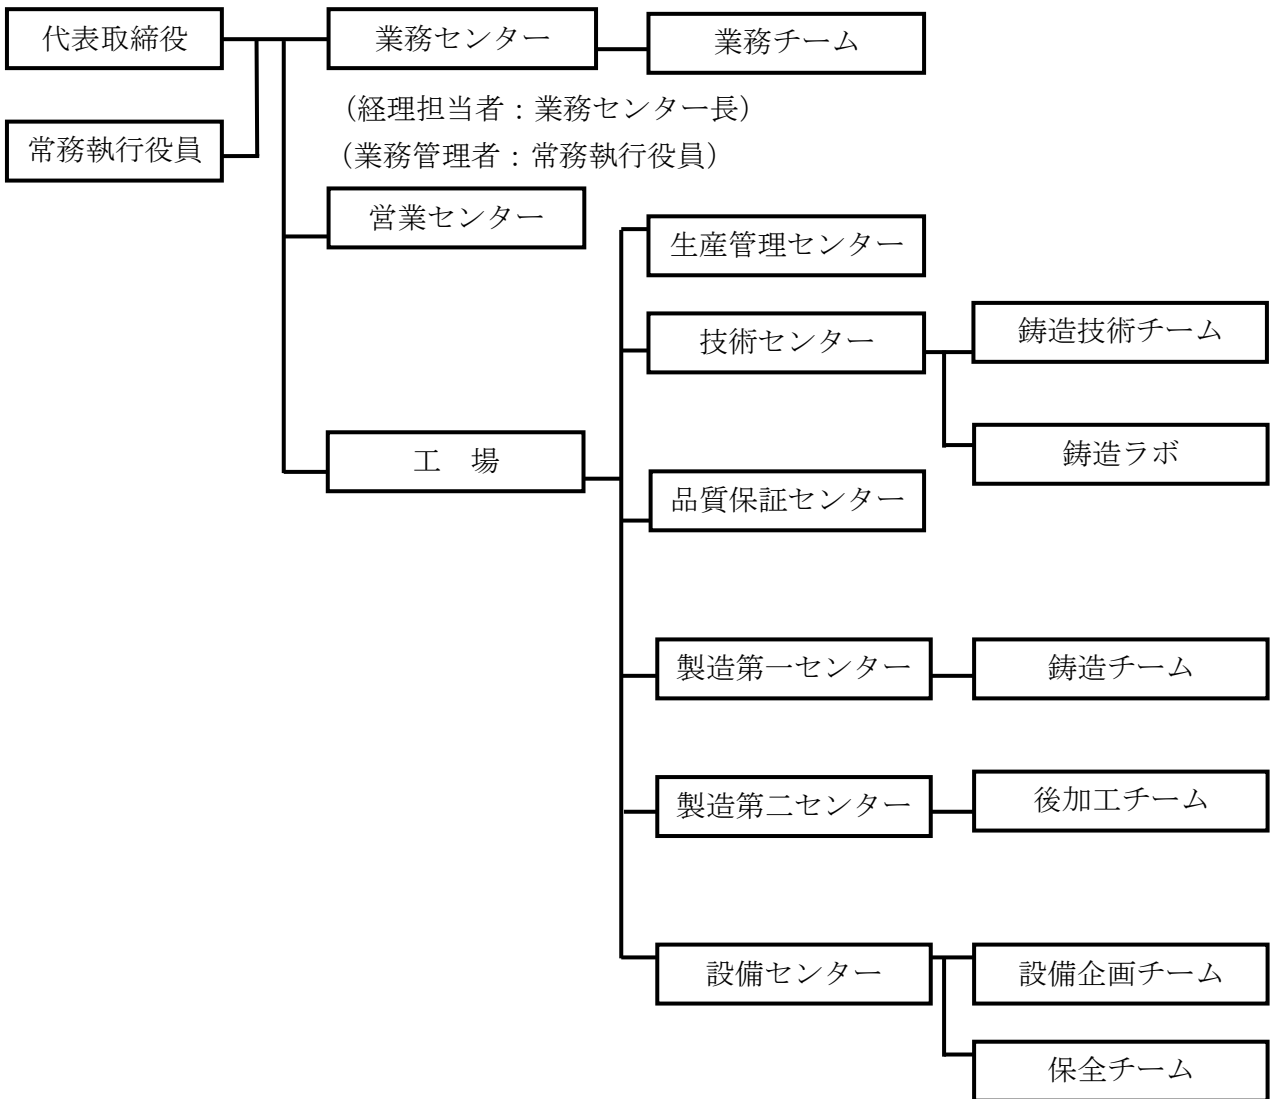 代表取締役
業務センター
業務チーム
(経理担当者:業務センター長)
常務執行役員
(業務管理者:常務執行役員)
営業センター
生産管理センター
技術センター
鋳造技術チーム
鋳造ラボ
工 場
品質保証センター
製造第一センター
鋳造チーム
製造第二センター
後加工チーム
設備センター
設備企画チーム
保全チーム